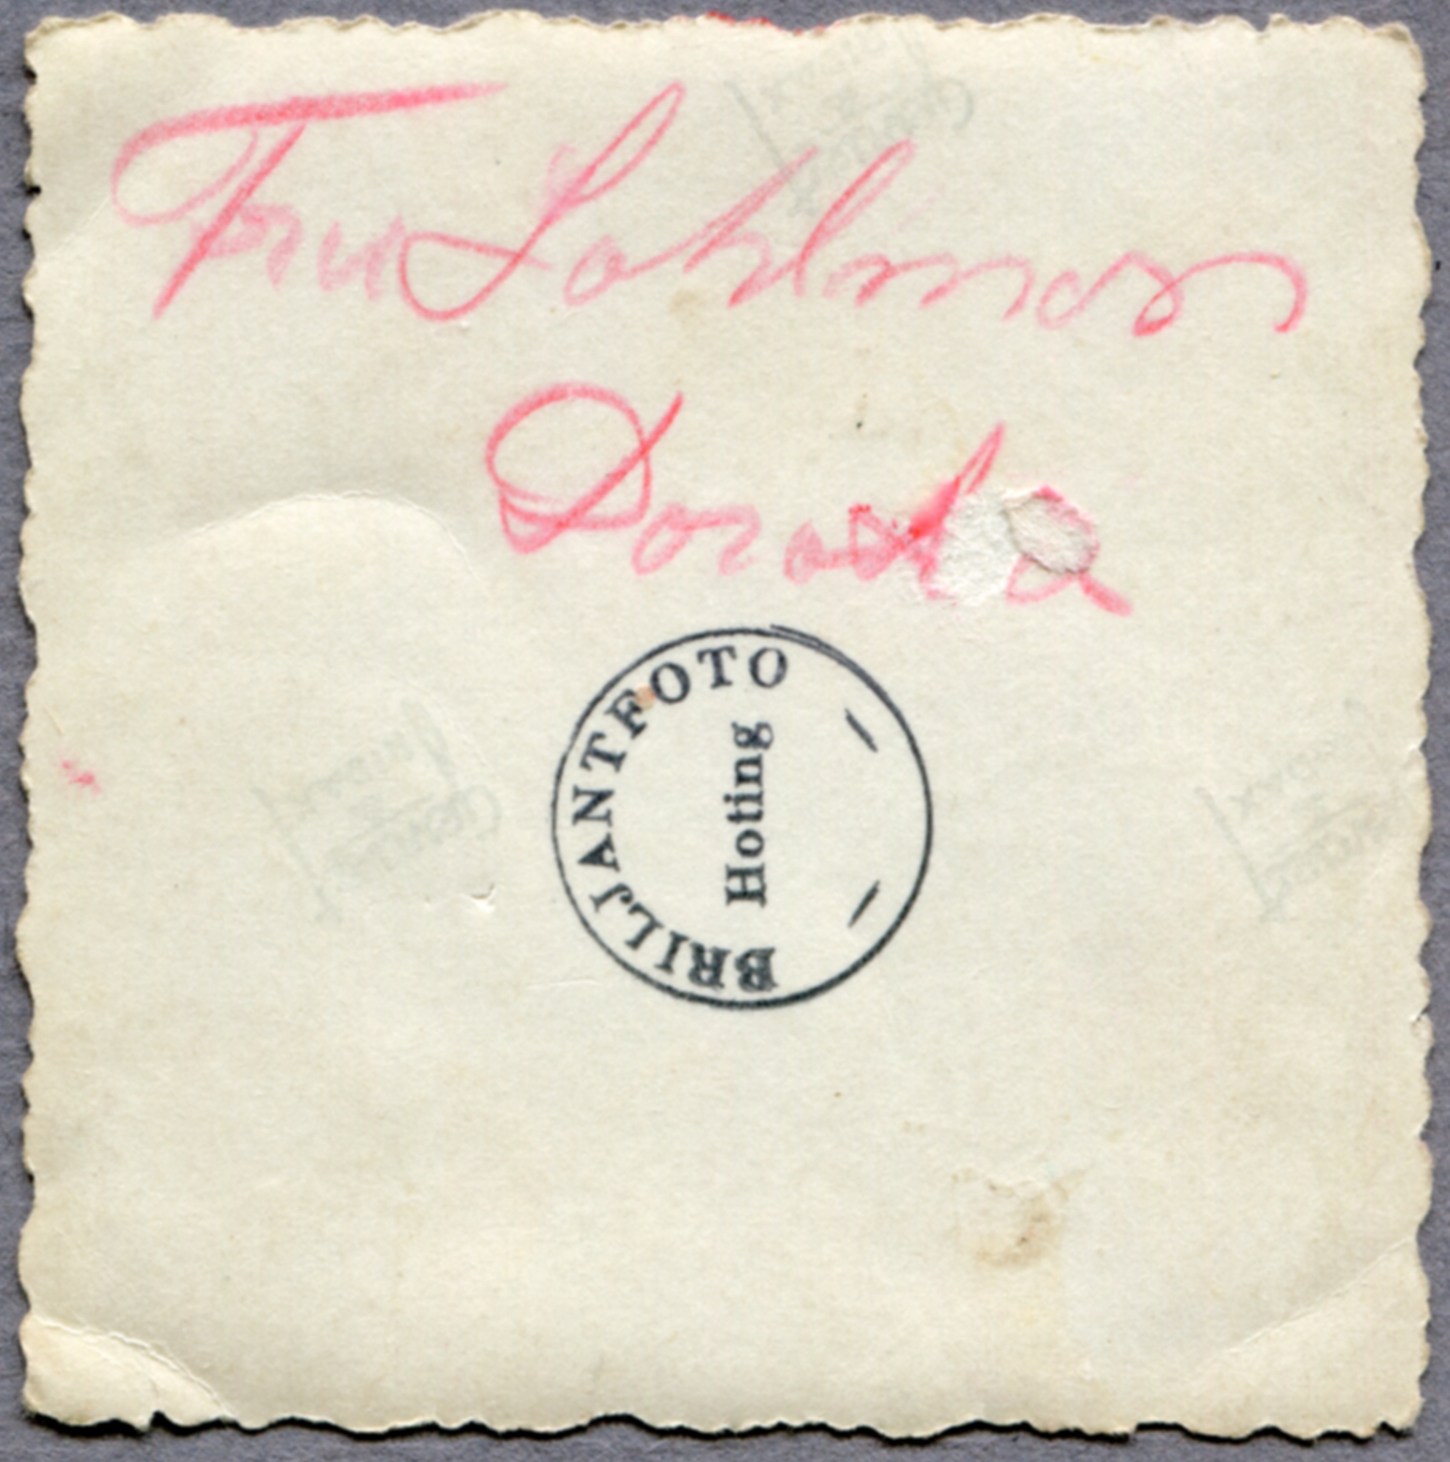 Fru Sahlman
Dorotea
BRILJANTFOTO
Hoting